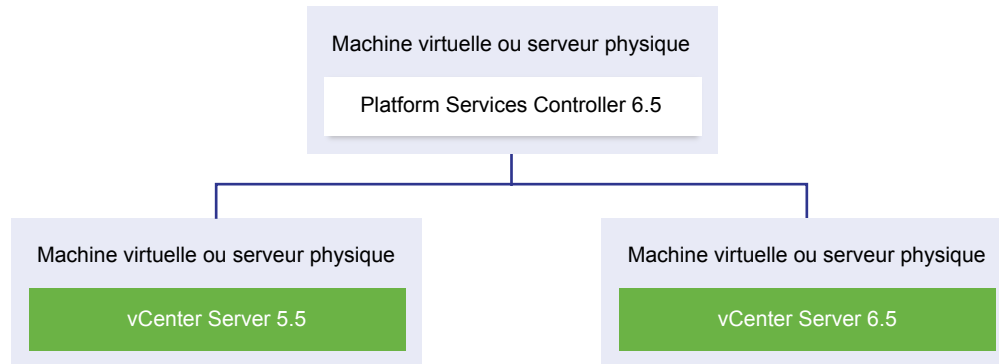 Machine virtuelle ou serveur physique
Platform Services Controller 6.5
Machine virtuelle ou serveur physique
vCenter Server 5.5
Machine virtuelle ou serveur physique
vCenter Server 6.5